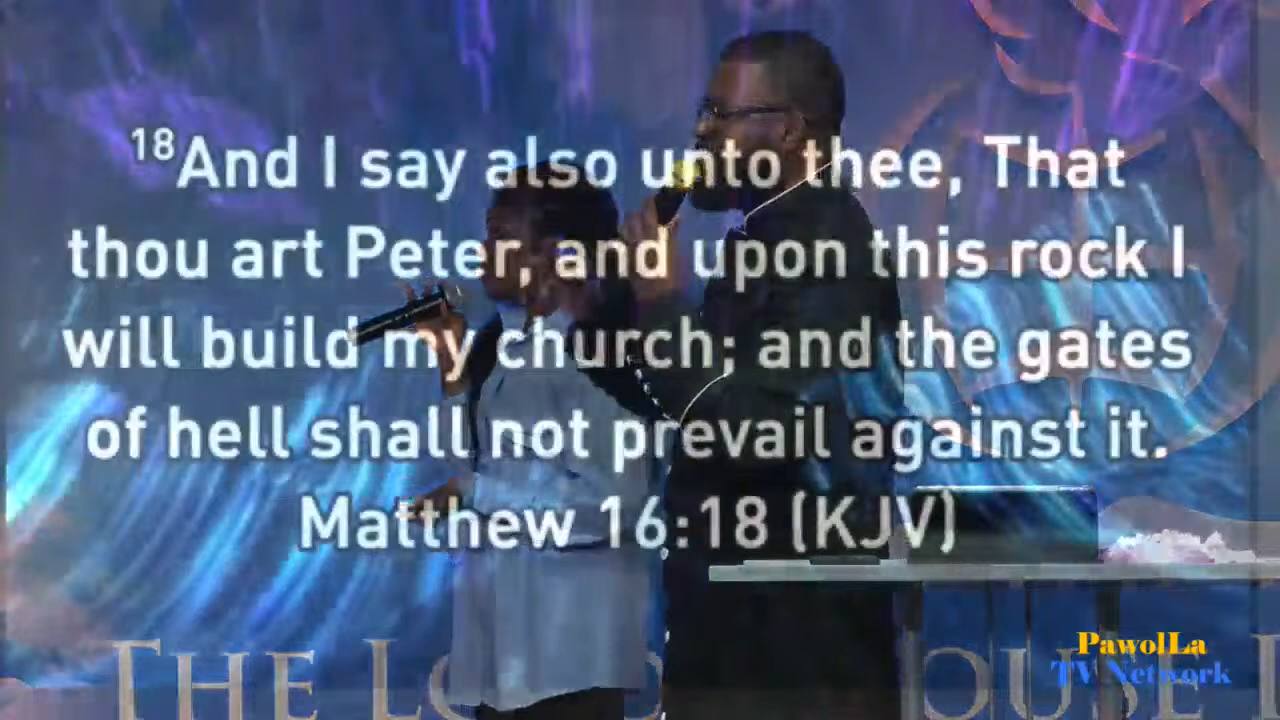 18And I say also unto thee, That
thou art Peter, and upon this rock I
will build my church; and the gates
of hell shall not prevail against it.
Matthew 16:18 (KJV)
PawolLa
TV Network
THE